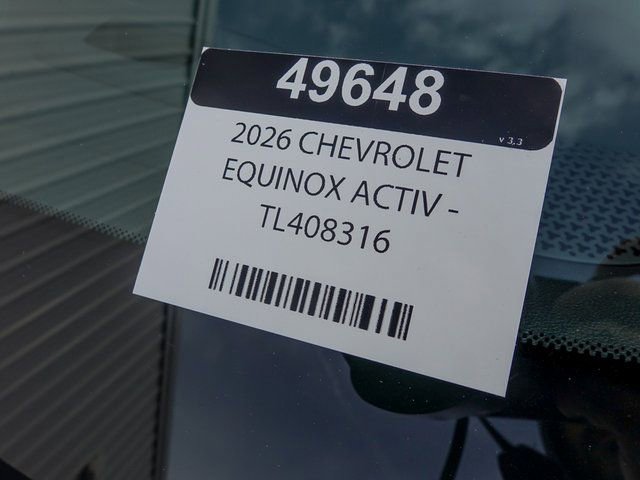 49648
v 3.3
2026 CHEVROLET
EQUINOX ACTIV -
TL408316